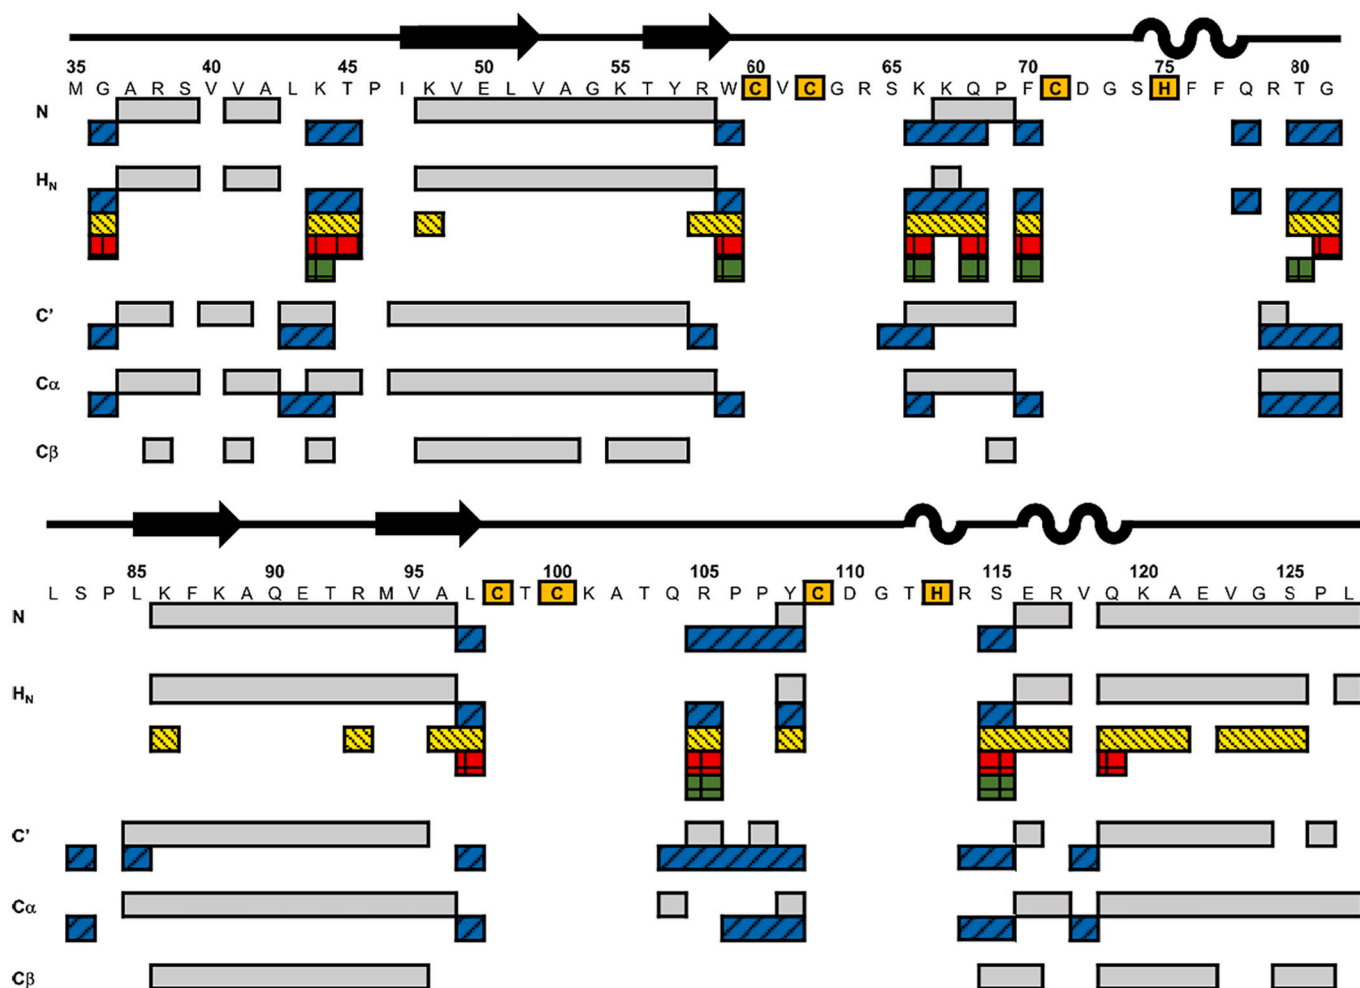 35 40 45 50 55 60 65 70 75 80
M G A R S V V A L K T P I K V E L V A G K T Y R W C V C G R S K K Q P F C D G S H F F Q R T G
N
HN
C'
Cα
Cβ
85 90 95 100 105 110 115 120 125
L S P L K F K A Q E T R M V A L C T C K A T Q R P P Y C D G T H R S E R V Q K A E V G S P L
N
HN
C'
Cα
Cβ